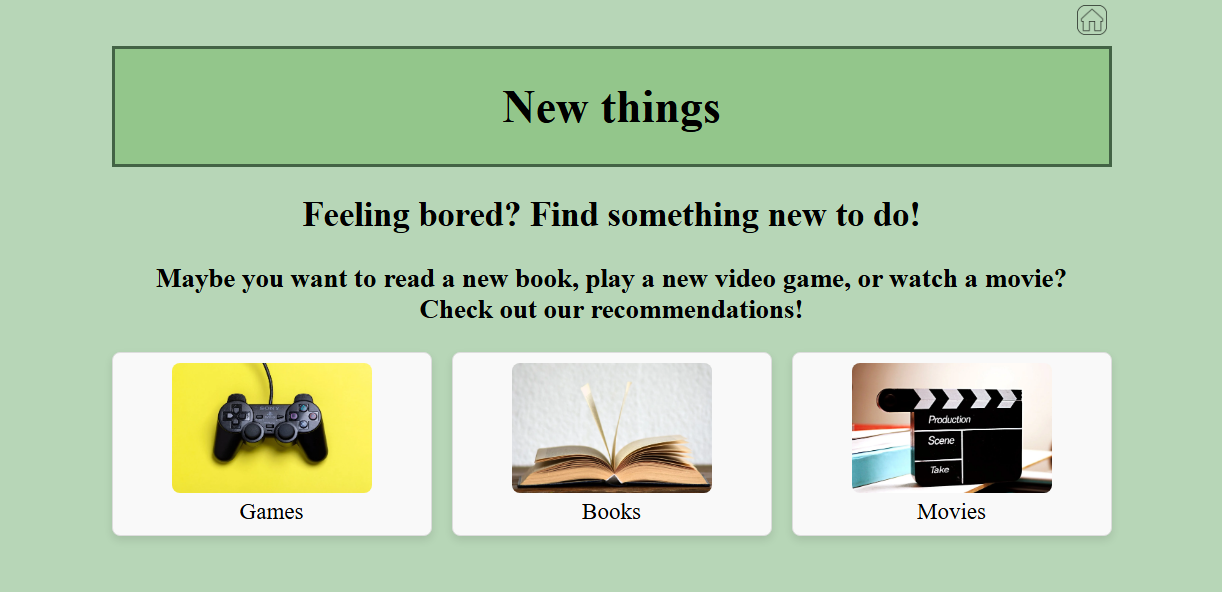 New things
Feeling bored? Find something new to do!
Maybe you want to read a new book, play a new video game, or watch a movie?
Check out our recommendations!
SONY
Production
Scene
Take
Games
Books
Movies